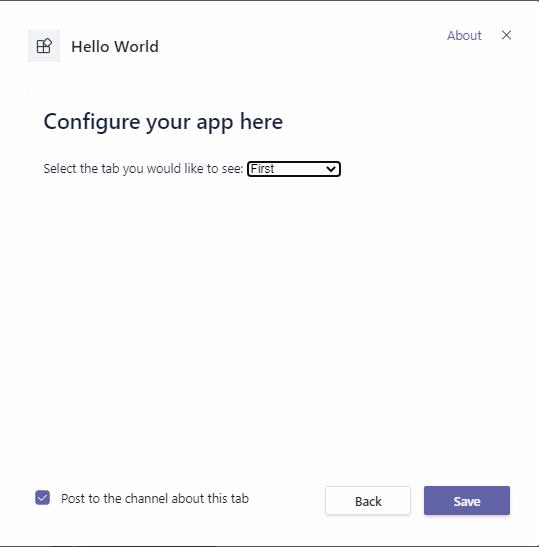 Hello World
About
Configure your app here
Select the tab you would like to see: First
Post to the channel about this tab
Back
Save